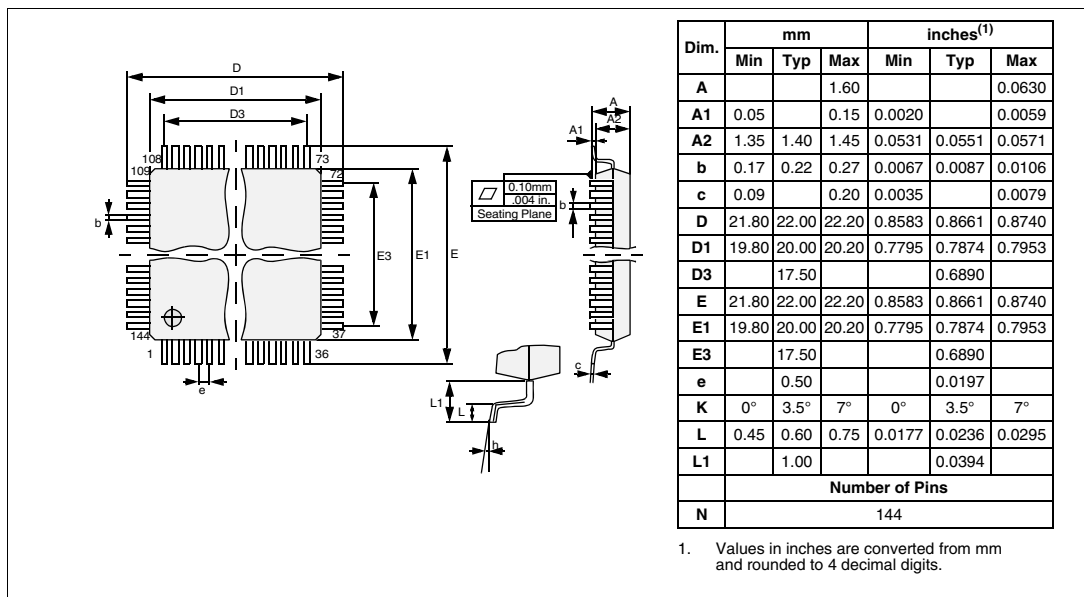 D
D1
D3
108
73
109
72
b
E3
E1
E
144
37
1
36
e
A
A2
A1
0.10mm
.004 in.
Seating Plane
b
c
L1
L
h
Dim. mm inches(1)
Min Typ Max Min Typ Max
A 1.60 0.0630
A1 0.05 0.15 0.0020 0.0059
A2 1.35 1.40 1.45 0.0531 0.0551 0.0571
b 0.17 0.22 0.27 0.0067 0.0087 0.0106
c 0.09 0.20 0.0035 0.0079
D 21.80 22.00 22.20 0.8583 0.8661 0.8740
D1 19.80 20.00 20.20 0.7795 0.7874 0.7953
D3 17.50 0.6890
E 21.80 22.00 22.20 0.8583 0.8661 0.8740
E1 19.80 20.00 20.20 0.7795 0.7874 0.7953
E3 17.50 0.6890
e 0.50 0.0197
K 0° 3.5° 7° 0° 3.5° 7°
L 0.45 0.60 0.75 0.0177 0.0236 0.0295
L1 1.00 0.0394
Number of Pins
N 144
1. Values in inches are converted from mm
and rounded to 4 decimal digits.